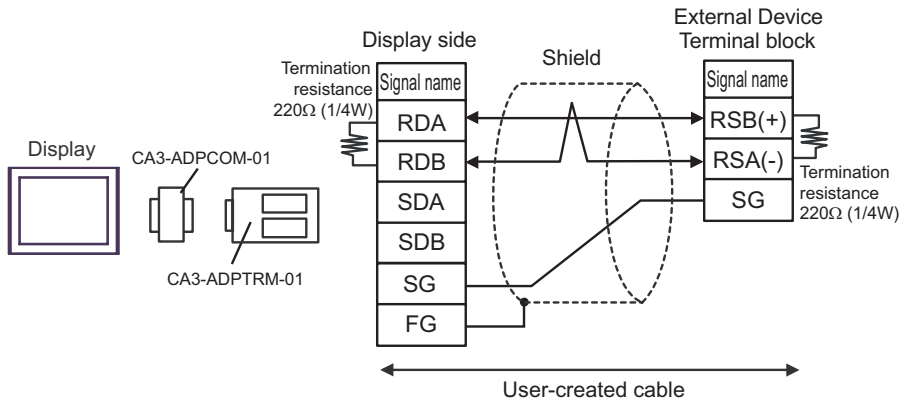 Display
CA3-ADPCOM-01
CA3-ADPTRM-01
Display side
Termination
resistance
220Ω (1/4W)
Signal name
RDA
RDB
SDA
SDB
SG
FG
Shield
External Device
Terminal block
Signal name
RSB(+)
RSA(-)
SG
Termination
resistance
220Ω (1/4W)
User-created cable